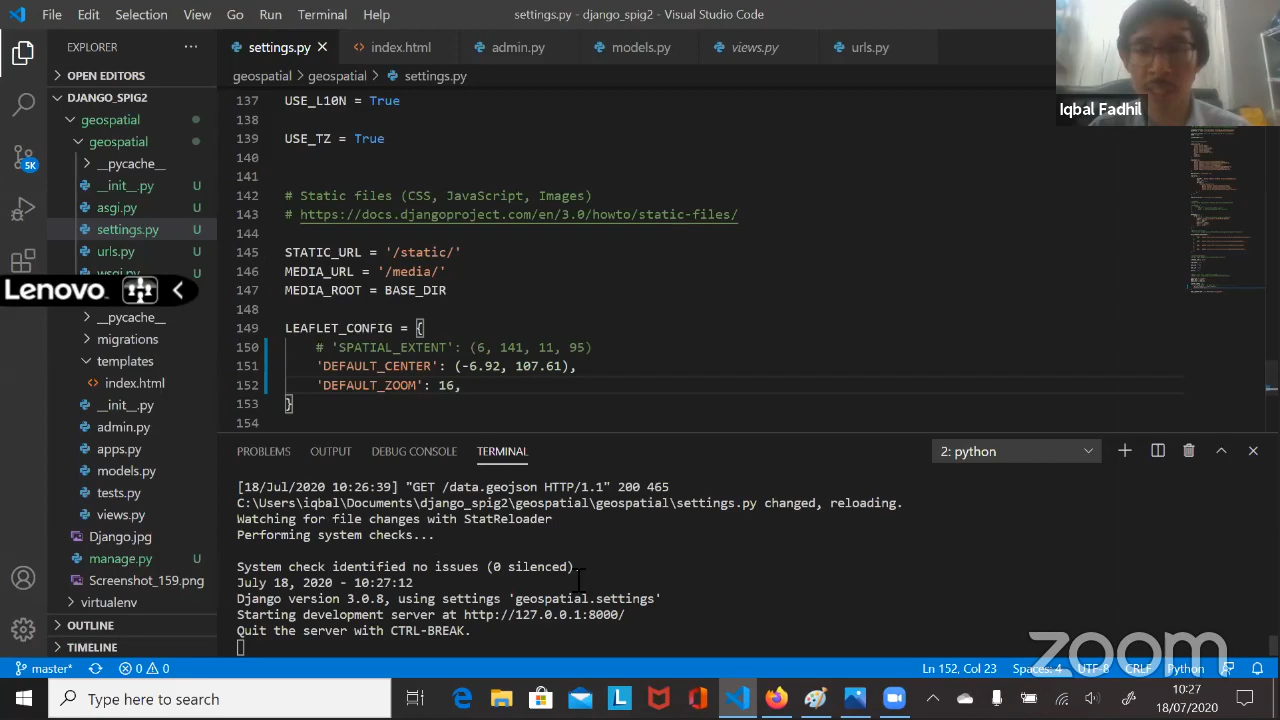 File Edit Selection View Go Run Terminal Help settings.py - django_spig2 - Visual Studio Code
EXPLORER
OPEN EDITORS
DJANGO_SPIG2
geospatial
geospatial
__pycache__
__init__.py U
asgi.py U
settings.py U
urls.py U
wsgi.py U
Lenovo
__pycache__
migrations
templates
index.html
__init__.py
admin.py
apps.py
models.py
tests.py
views.py
Django.jpg
manage.py U
Screenshot_159.png
virtualenv
OUTLINE
TIMELINE
5K
settings.py index.html admin.py models.py views.py urls.py
geospatial > geospatial > settings.py
137 USE_L10N = True
138
139 USE_TZ = True
140
141
142 # Static files (CSS, JavaScript, Images)
143 # https://docs.djangoproject.com/en/3.0/howto/static-files/
144
145 STATIC_URL = '/static/'
146 MEDIA_URL = '/media/'
147 MEDIA_ROOT = BASE_DIR
148
149 LEAFLET_CONFIG = {
150 # 'SPATIAL_EXTENT': (6, 141, 11, 95)
151 'DEFAULT_CENTER': (-6.92, 107.61),
152 'DEFAULT_ZOOM': 16,
153 }
154
Iqbal Fadhil
PROBLEMS OUTPUT DEBUG CONSOLE TERMINAL 2: python
[18/Jul/2020 10:26:39] "GET /data.geojson HTTP/1.1" 200 465
C:\Users\iqbal\Documents\django_spig2\geospatial\geospatial\settings.py changed, reloading.
Watching for file changes with StatReloader
Performing system checks...
System check identified no issues (0 silenced).
July 18, 2020 - 10:27:12
Django version 3.0.8, using settings 'geospatial.settings'
Starting development server at http://127.0.0.1:8000/
Quit the server with CTRL-BREAK.
zoom
master* 0 0 Ln 152, Col 23 Spaces: 4 UTF-8 CRLF Python
Type here to search
10:27
18/07/2020